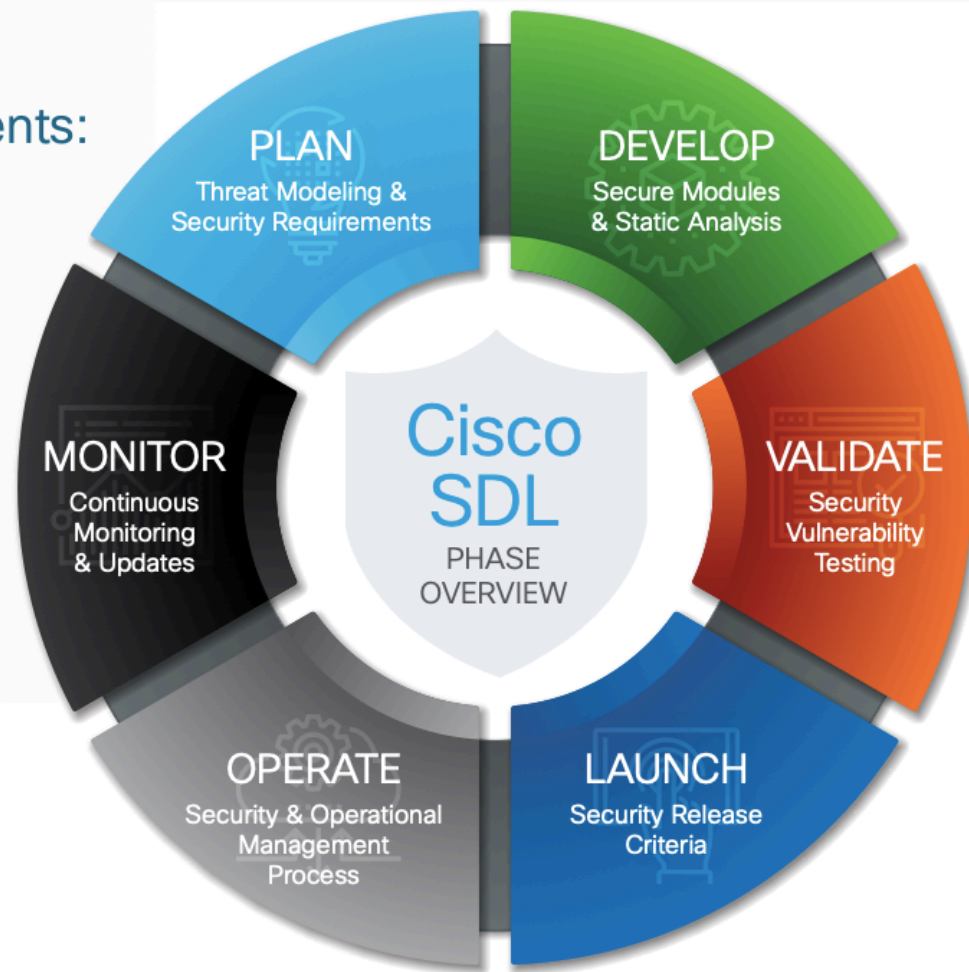 ents:
PLAN
Threat Modeling &
Security Requirements
DEVELOP
Secure Modules
& Static Analysis
VALIDATE
Security
Vulnerability
Testing
LAUNCH
Security Release
Criteria
OPERATE
Security & Operational
Management
Process
MONITOR
Continuous
Monitoring
& Updates
Cisco
SDL
PHASE
OVERVIEW